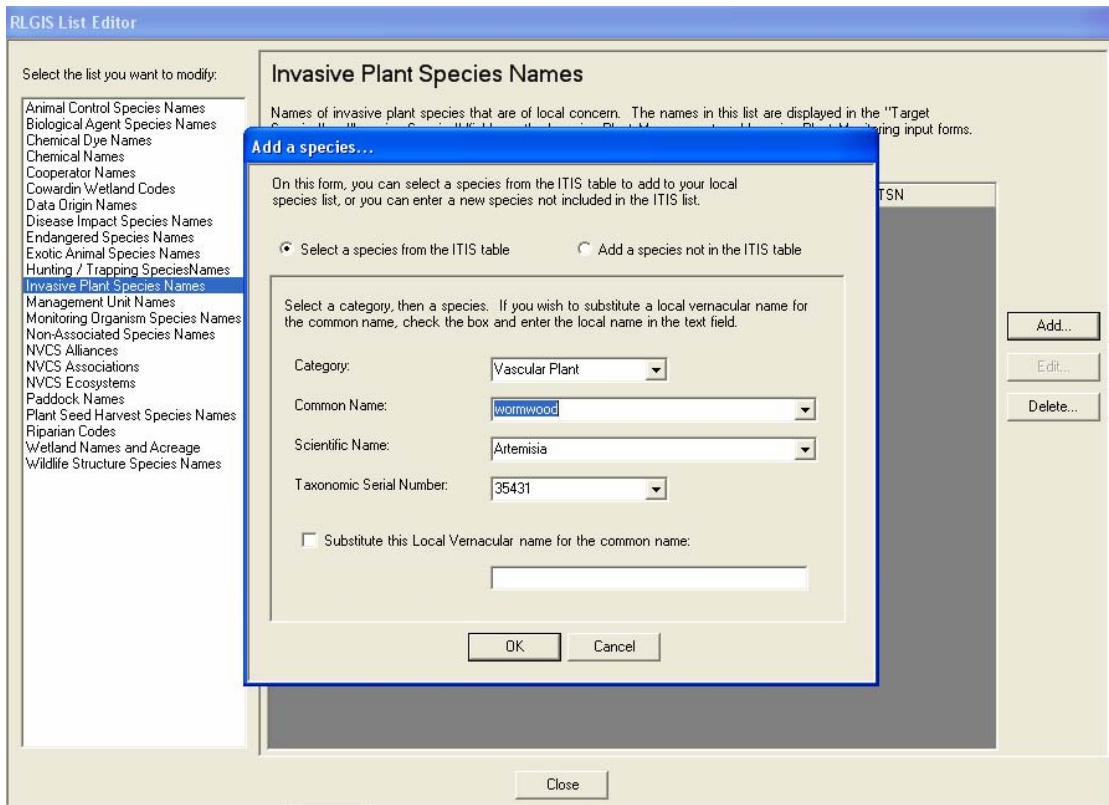 RLGIS List Editor
Select the list you want to modify:
Animal Control Species Names
Biological Agent Species Names
Chemical Dye Names
Chemical Names
Cooperator Names
Cowardin Wetland Codes
Data Origin Names
Disease Impact Species Names
Endangered Species Names
Exotic Animal Species Names
Hunting / Trapping SpeciesNames
Invasive Plant Species Names
Management Unit Names
Monitoring Organism Species Names
Non-Associated Species Names
NVCS Alliances
NVCS Associations
NVCS Ecosystems
Paddock Names
Plant Seed Harvest Species Names
Riparian Codes
Wetland Names and Acreage
Wildlife Structure Species Names
Invasive Plant Species Names
Names of invasive plant species that are of local concern. The names in this list are displayed in the "Target
input forms.
TSN
Add...
Edit...
Delete...
Add a species...
On this form, you can select a species from the ITIS table to add to your local
species list, or you can enter a new species not included in the ITIS list.
Select a species from the ITIS table
Add a species not in the ITIS table
Select a category, then a species. If you wish to substitute a local vernacular name for
the common name, check the box and enter the local name in the text field.
Category:
Vascular Plant
Common Name:
wormwood
Scientific Name:
Artemisia
Taxonomic Serial Number:
35431
Substitute this Local Vernacular name for the common name:
OK
Cancel
Close